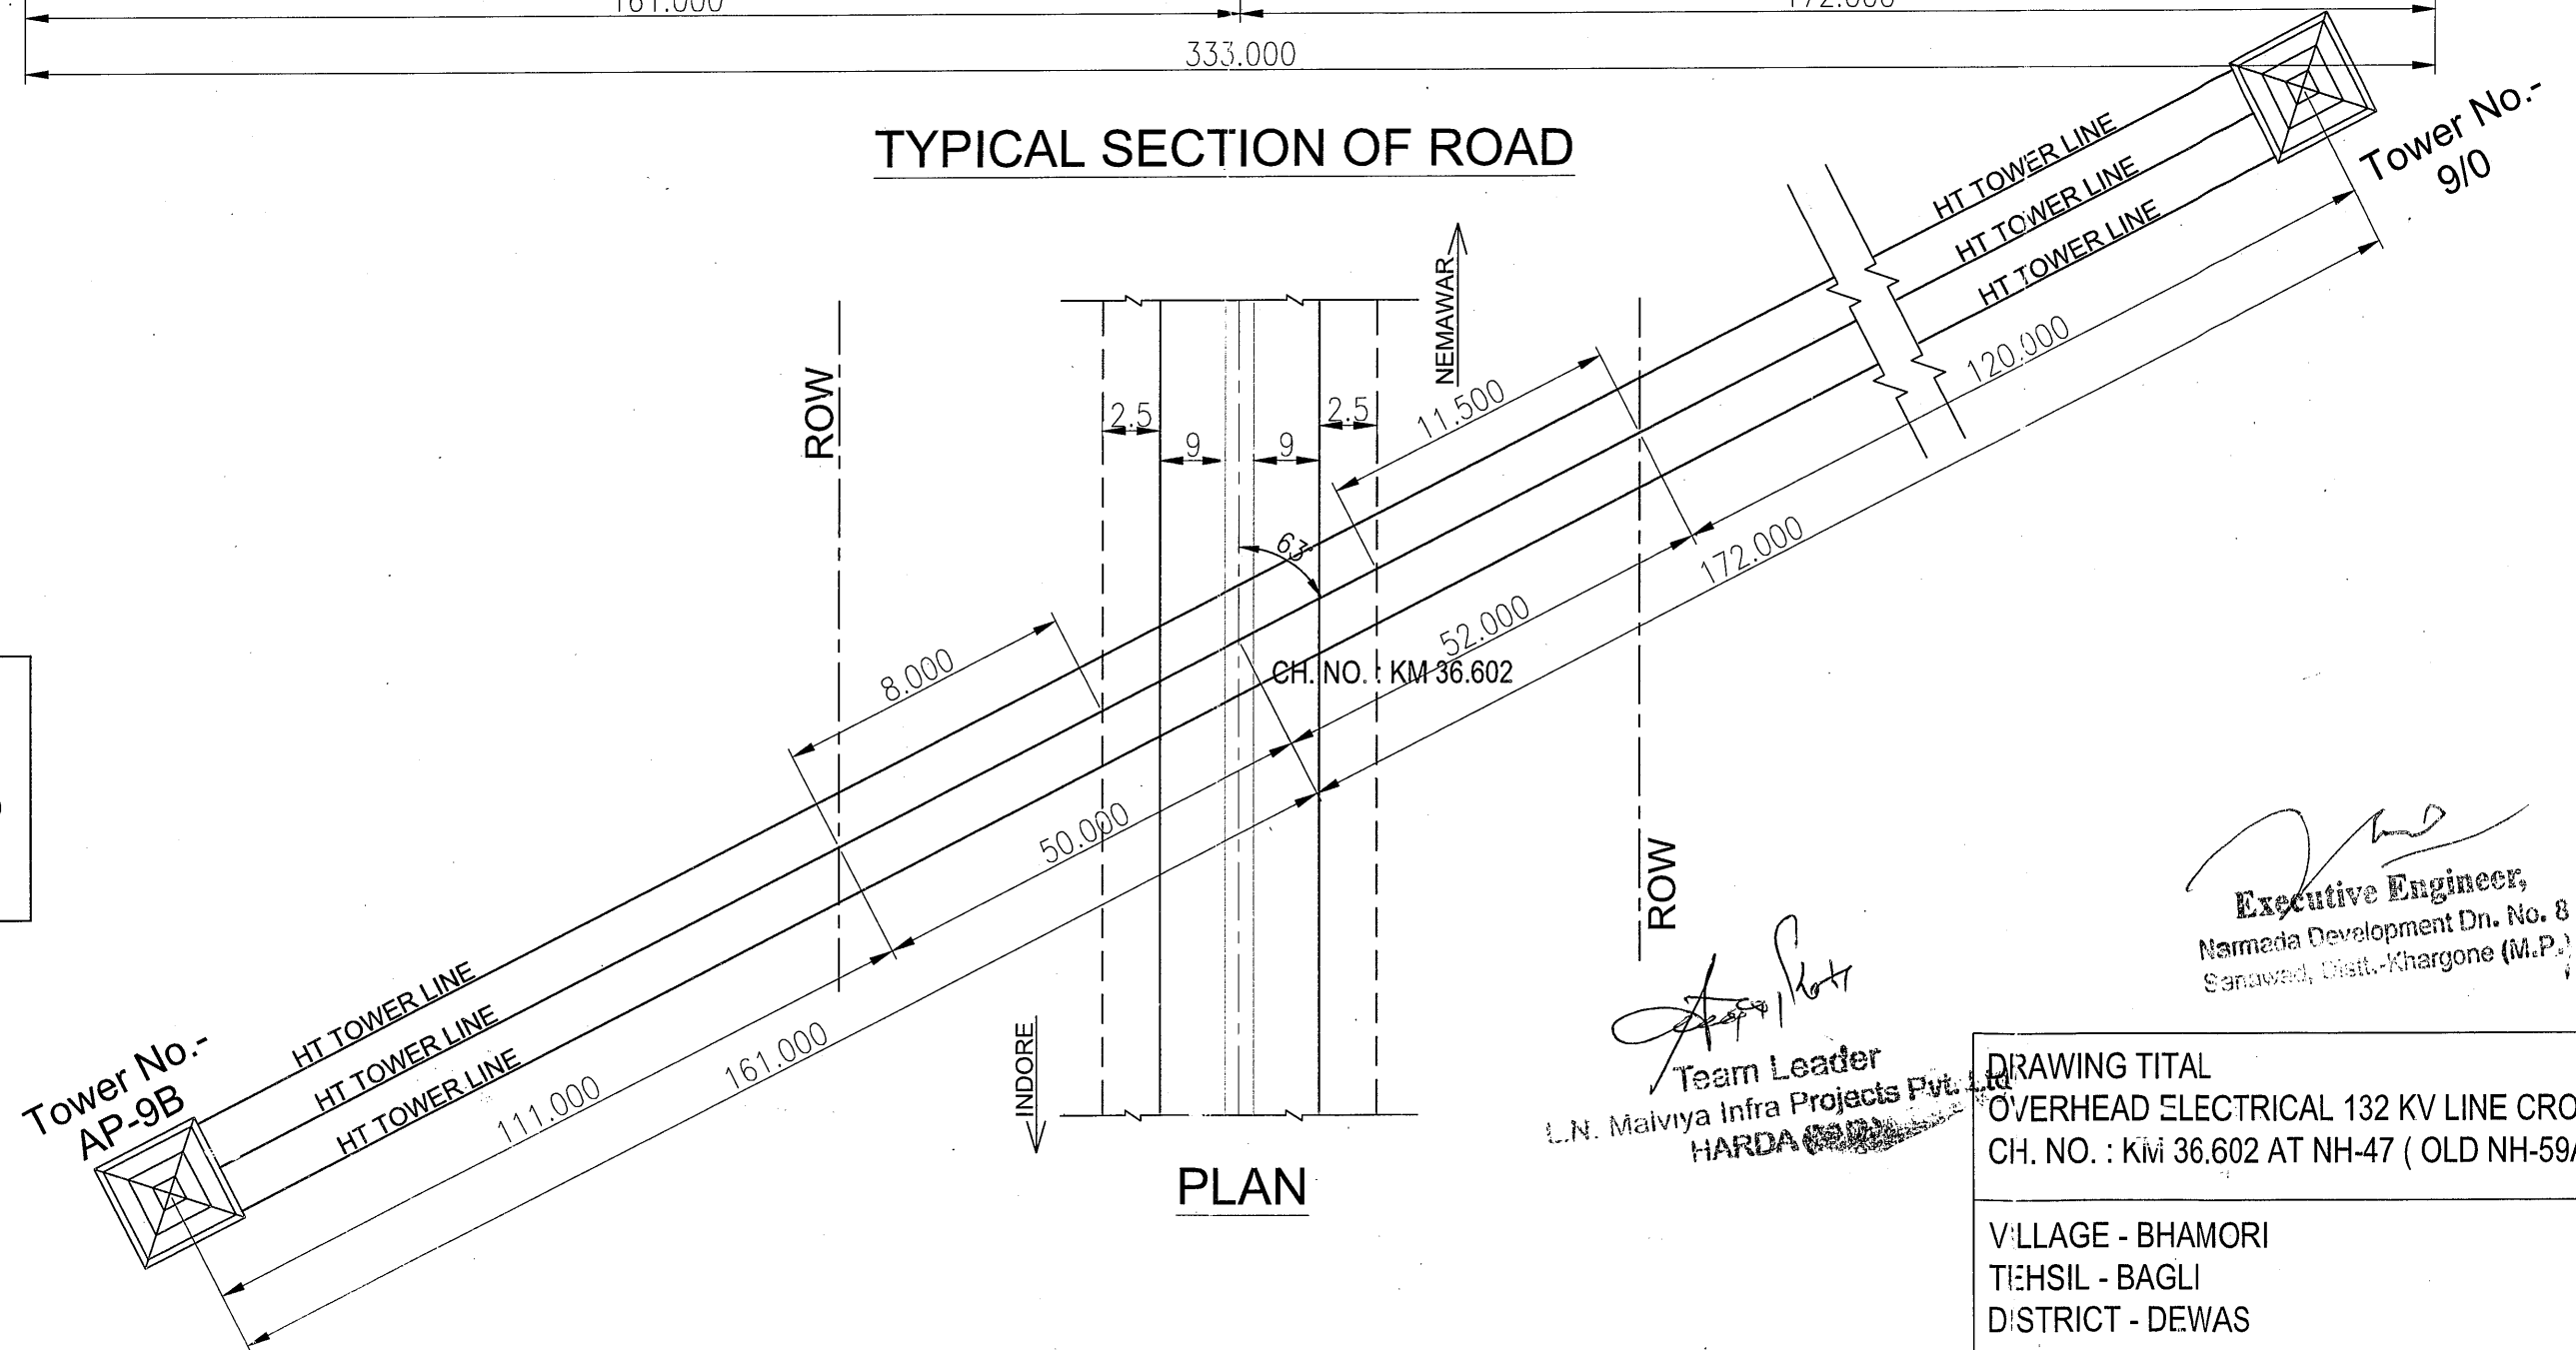 161.000
172.000
333.000
TYPICAL SECTION OF ROAD
Tower No.-
9/0
HT TOWER LINE
HT TOWER LINE
HT TOWER LINE
NEMAWAR
ROW
2.5
9
9
2.5
11.500
120.000
63°
172.000
52.000
CH. NO. : KM 36.602
8.000
50.000
ROW
HT TOWER LINE
HT TOWER LINE
HT TOWER LINE
111.000
161.000
Tower No.-
AP-9B
INDORE
PLAN
Executive Engineer,
Narmada Development Dn. No. 8
Sanawad, Distt.-Khargone (M.P.)
Team Leader
L.N. Malviya Infra Projects Pvt. Ltd
HARDA
DRAWING TITAL
OVERHEAD ELECTRICAL 132 KV LINE CRO
CH. NO. : KM 36.602 AT NH-47 ( OLD NH-59A
VILLAGE - BHAMORI
TEHSIL - BAGLI
DISTRICT - DEWAS